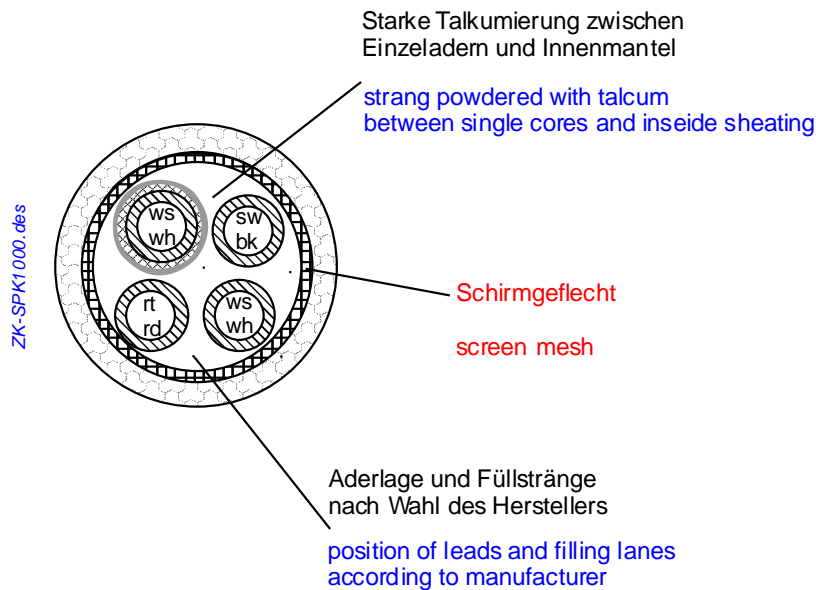 Starke Talkumierung zwischen
Einzeladern und Innenmantel
strang powdered with talcum
between single cores and inseide sheating
ZK-SPK1000.des
ws
wh
sw
bk
rt
rd
ws
wh
Schirmgeflecht
screen mesh
Aderlage und Füllstränge
nach Wahl des Herstellers
position of leads and filling lanes
according to manufacturer